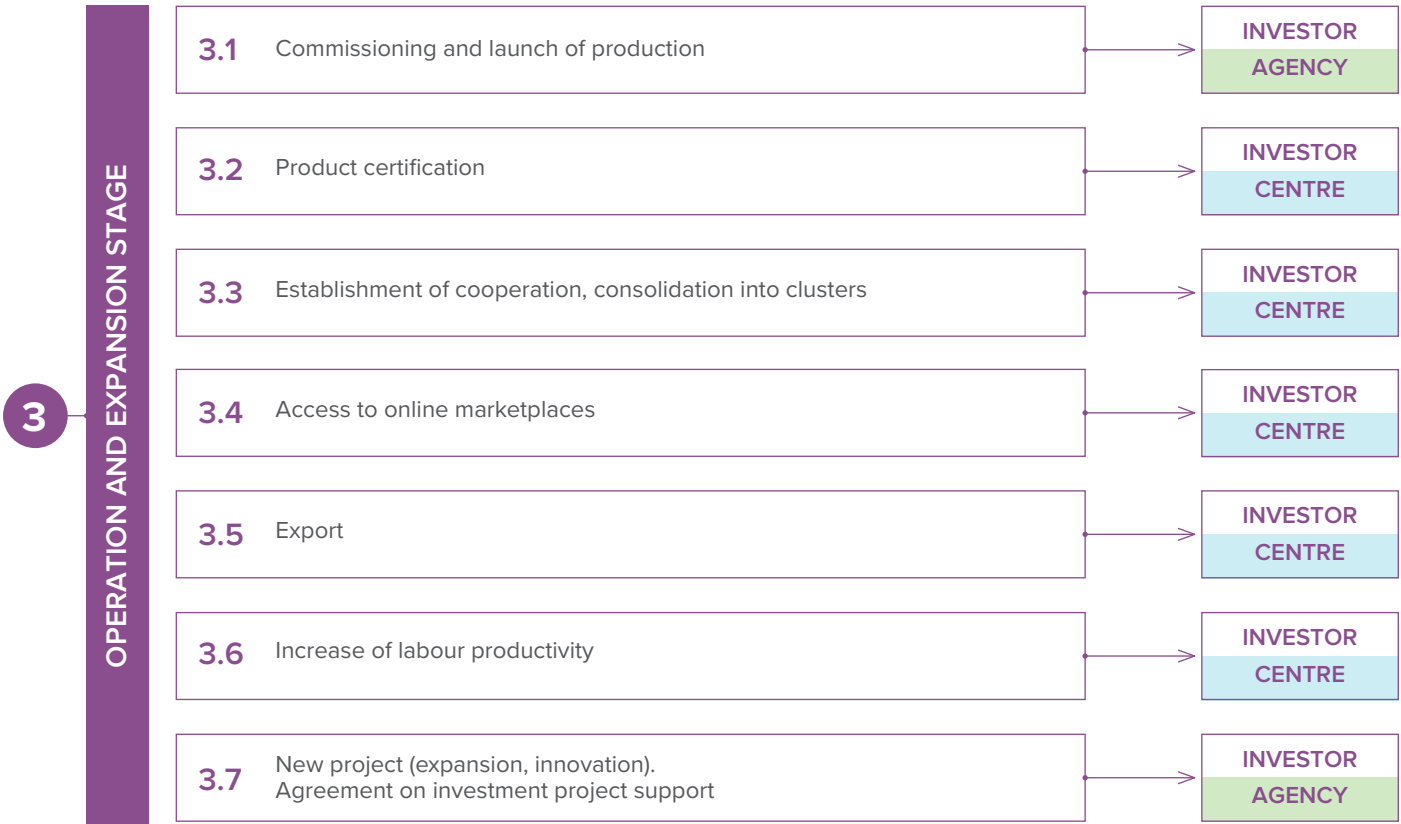 3
OPERATION AND EXPANSION STAGE
3.1 Commissioning and launch of production
INVESTOR
AGENCY
3.2 Product certification
INVESTOR
CENTRE
3.3 Establishment of cooperation, consolidation into clusters
INVESTOR
CENTRE
3.4 Access to online marketplaces
INVESTOR
CENTRE
3.5 Export
INVESTOR
CENTRE
3.6 Increase of labour productivity
INVESTOR
CENTRE
3.7 New project (expansion, innovation).
Agreement on investment project support
INVESTOR
AGENCY